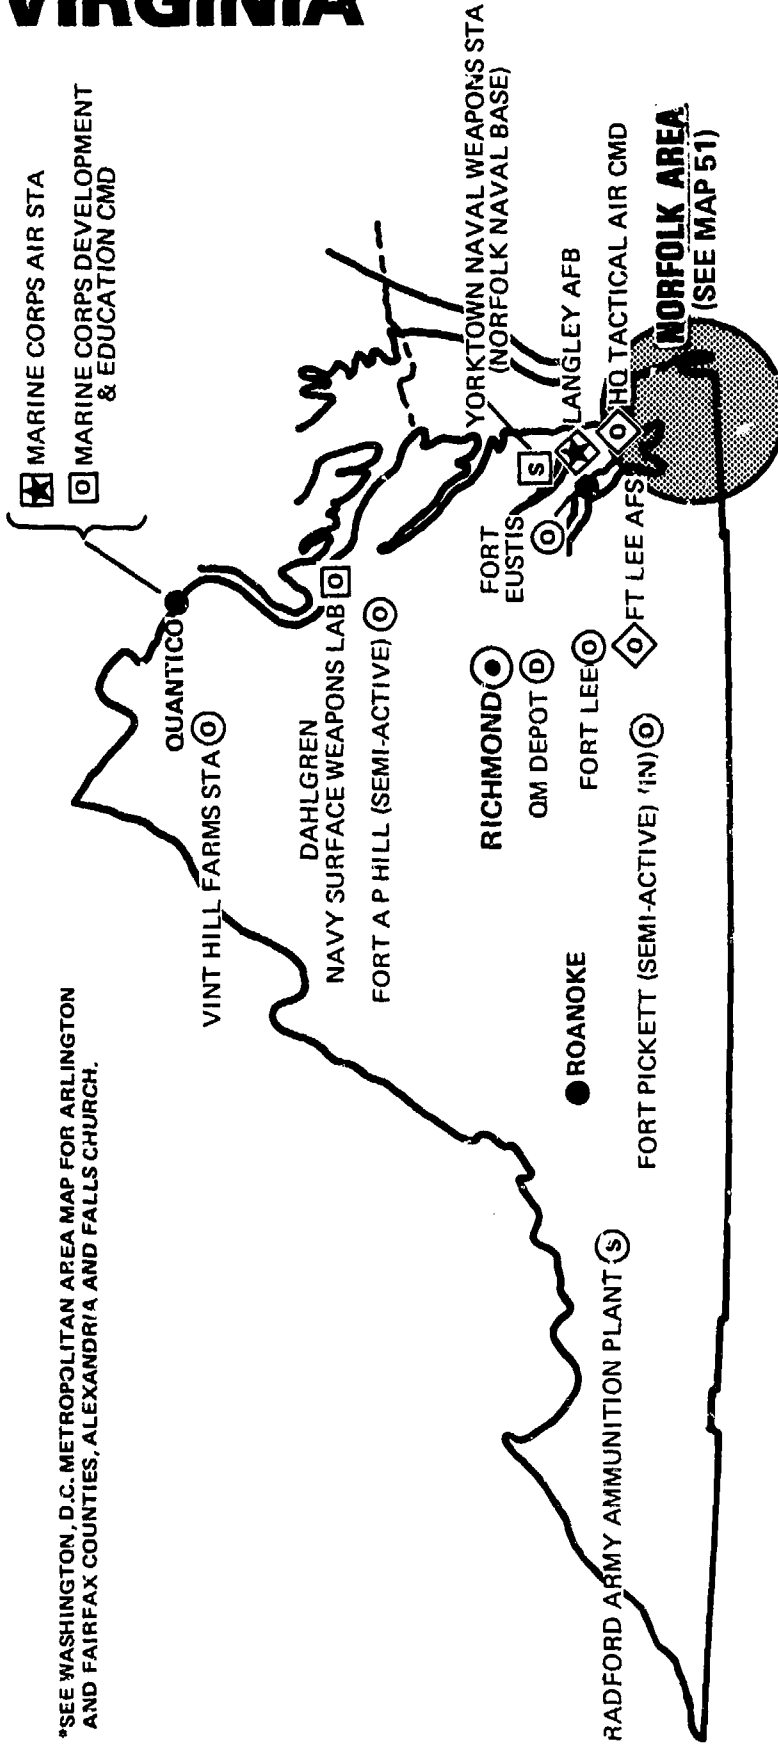 VIRGINIA
*SEE WASHINGTON, D.C. METROPOLITAN AREA MAP FOR ARLINGTON
AND FAIRFAX COUNTIES, ALEXANDRIA AND FALLS CHURCH.
MARINE CORPS AIR STA
O MARINE CORPS DEVELOPMENT
& EDUCATION CMD
QUANTICO
VINT HILL FARMS STA O
DAHLGREN
NAVY SURFACE WEAPONS LAB O
FORT A P HILL (SEMI-ACTIVE) O
YORKTOWN NAVAL WEAPONS STA
(NORFOLK NAVAL BASE)
S
LANGLEY AFB
O HQ TACTICAL AIR CMD
NORFOLK AREA
(SEE MAP 51)
FORT
EUSTIS
O
RICHMOND
QM DEPOT D
FORT LEE O
O FT LEE AFS
FORT PICKETT (SEMI-ACTIVE) (IN) O
ROANOKE
RADFORD ARMY AMMUNITION PLANT S